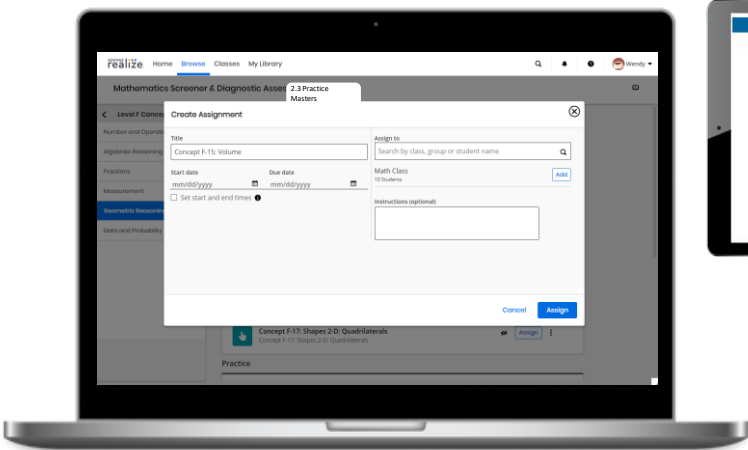 realize. Home Browse Classes My Library Wendy
Mathematics Screener & Diagnostic Asses
2.3 Practice
Masters
Level F Conce
Create Assignment
Number and Operati
Algebraic Reasoning
Fractions
Measurement
Geometric Reasoning
Data and Probability
Title
Concept F-15: Volume
Start date Due date
mm/dd/yyyy mm/dd/yyyy
Set start and end times
Assign to
Search by class, group or student name
Math Class
Add
Instructions (optional)
Cancel Assign
Concept F-17: Shapes 2-D: Quadrilaterals
Concept F-17: Shapes 2-D: Quadrilaterals
Assign
Practice